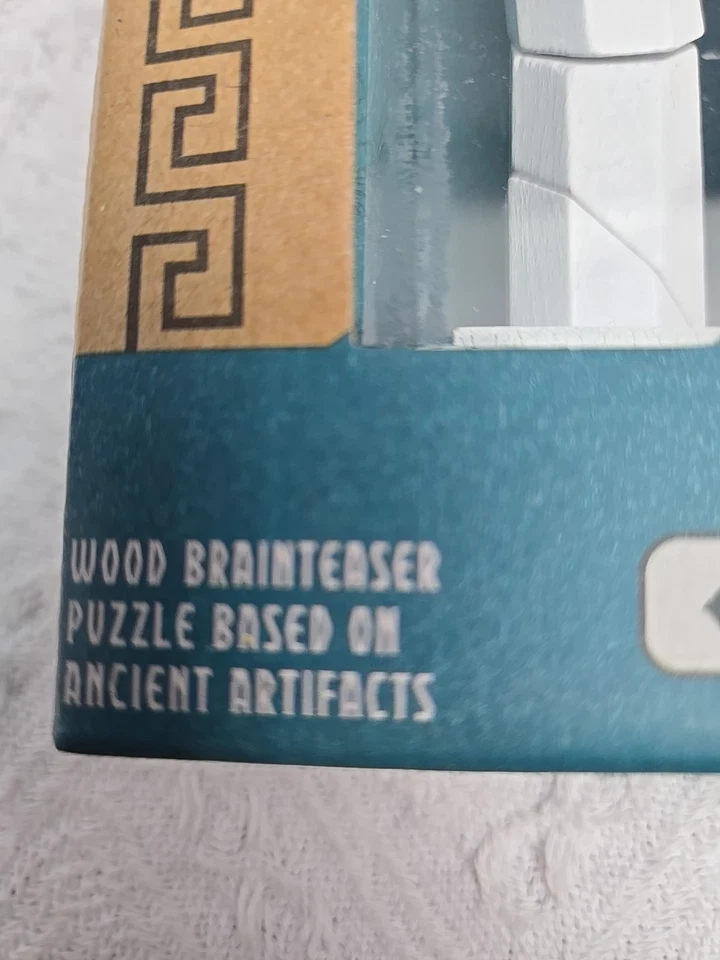 WOOD BRAINTEASER
PUZZLE BASED ON
ANCIENT ARTIFACTS